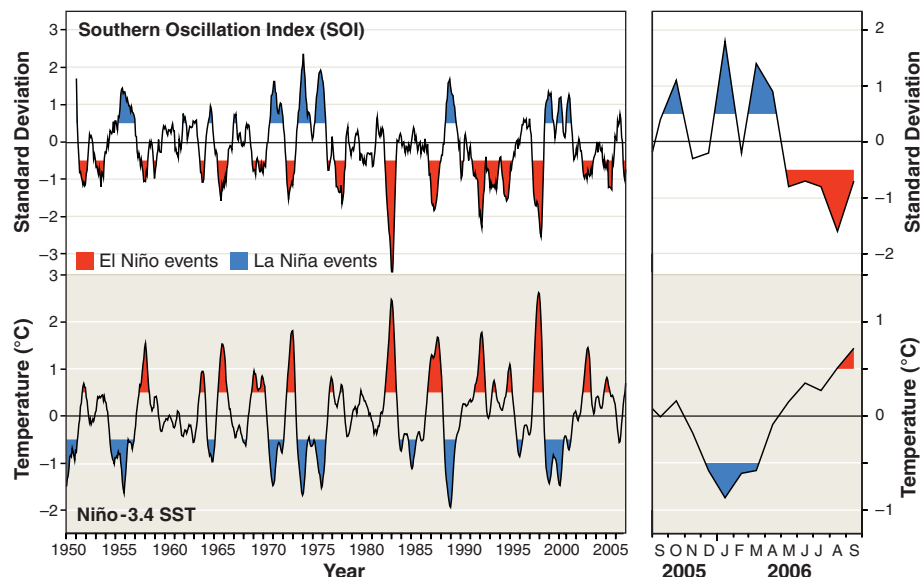 Southern Oscillation Index (SOI)
Standard Deviation
3
2
1
0
−1
−2
−3
El Niño events
La Niña events
2
1
0
−1
−2
Standard Deviation
3
2
1
0
−1
−2
Temperature (°C)
Niño-3.4 SST
1
0
−1
Temperature (°C)
1950 1955 1960 1965 1970 1975 1980 1985 1990 1995 2000 2005
Year
S O N D J F M A M J J A S
2005 2006